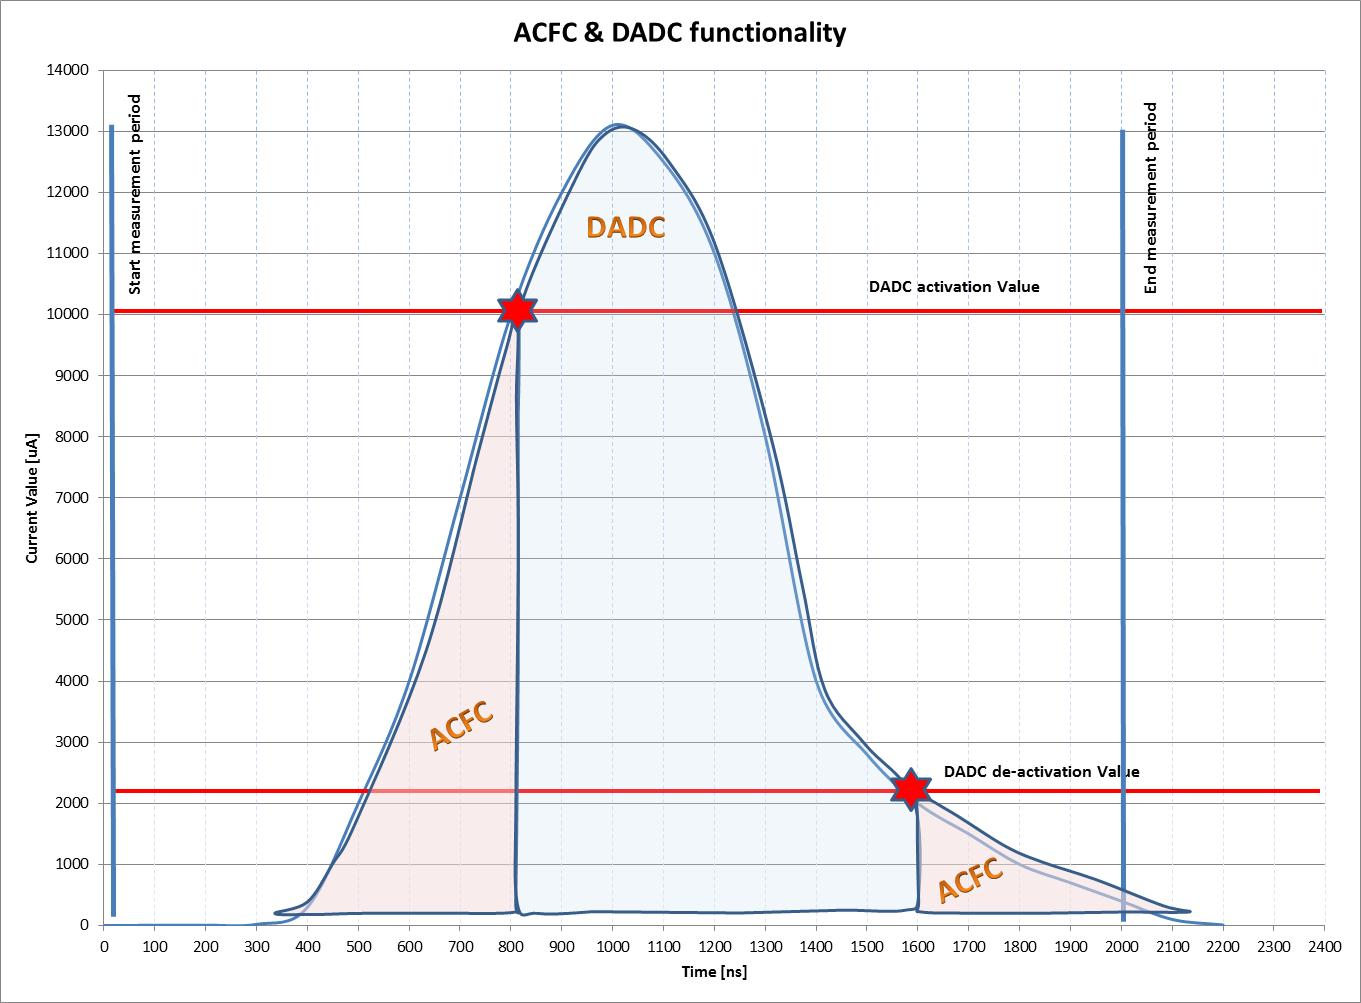 ACFC & DADC functionality
14000
13000
12000
11000
10000
9000
8000
7000
6000
5000
4000
3000
2000
1000
0
Current Value [uA]
Start measurement period
End measurement period
DADC
DADC activation Value
ACFC
DADC de-activation Value
ACFC
0 100 200 300 400 500 600 700 800 900 1000 1100 1200 1300 1400 1500 1600 1700 1800 1900 2000 2100 2200 2300 2400
Time [ns]